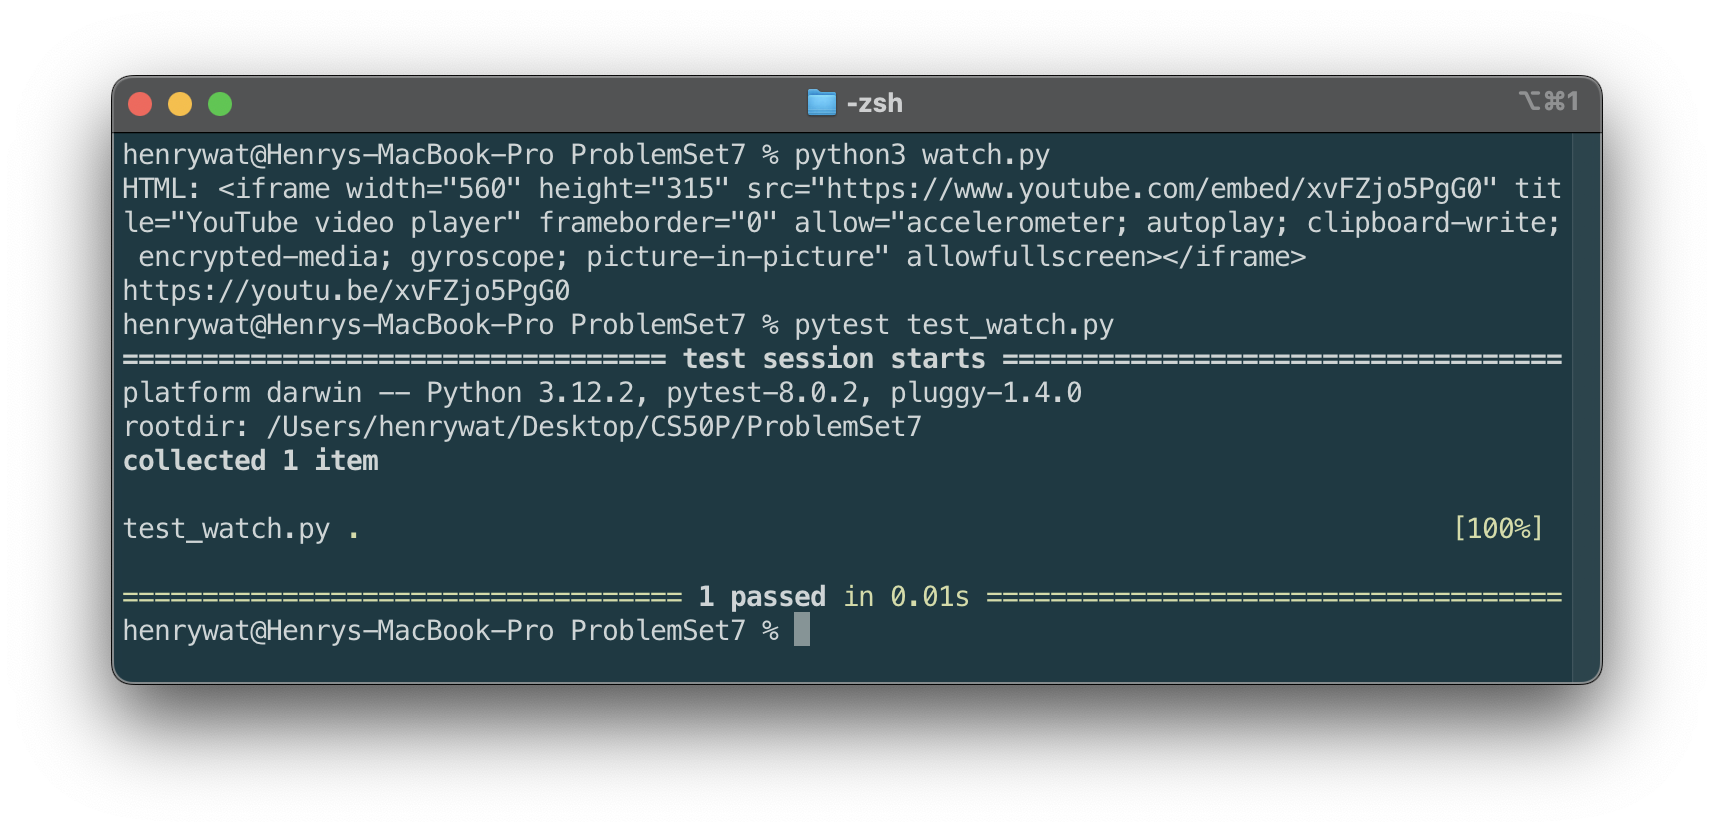 -zsh
⌥⌘1
henrywat@Henrys-MacBook-Pro ProblemSet7 % python3 watch.py
HTML: <iframe width="560" height="315" src="https://www.youtube.com/embed/xvFZjo5PgG0" tit
le="YouTube video player" frameborder="0" allow="accelerometer; autoplay; clipboard-write;
 encrypted-media; gyroscope; picture-in-picture" allowfullscreen></iframe>
https://youtu.be/xvFZjo5PgG0
henrywat@Henrys-MacBook-Pro ProblemSet7 % pytest test_watch.py
================================== test session starts ===================================
platform darwin -- Python 3.12.2, pytest-8.0.2, pluggy-1.4.0
rootdir: /Users/henrywat/Desktop/CS50P/ProblemSet7
collected 1 item
test_watch.py . [100%]
=================================== 1 passed in 0.01s ====================================
henrywat@Henrys-MacBook-Pro ProblemSet7 %